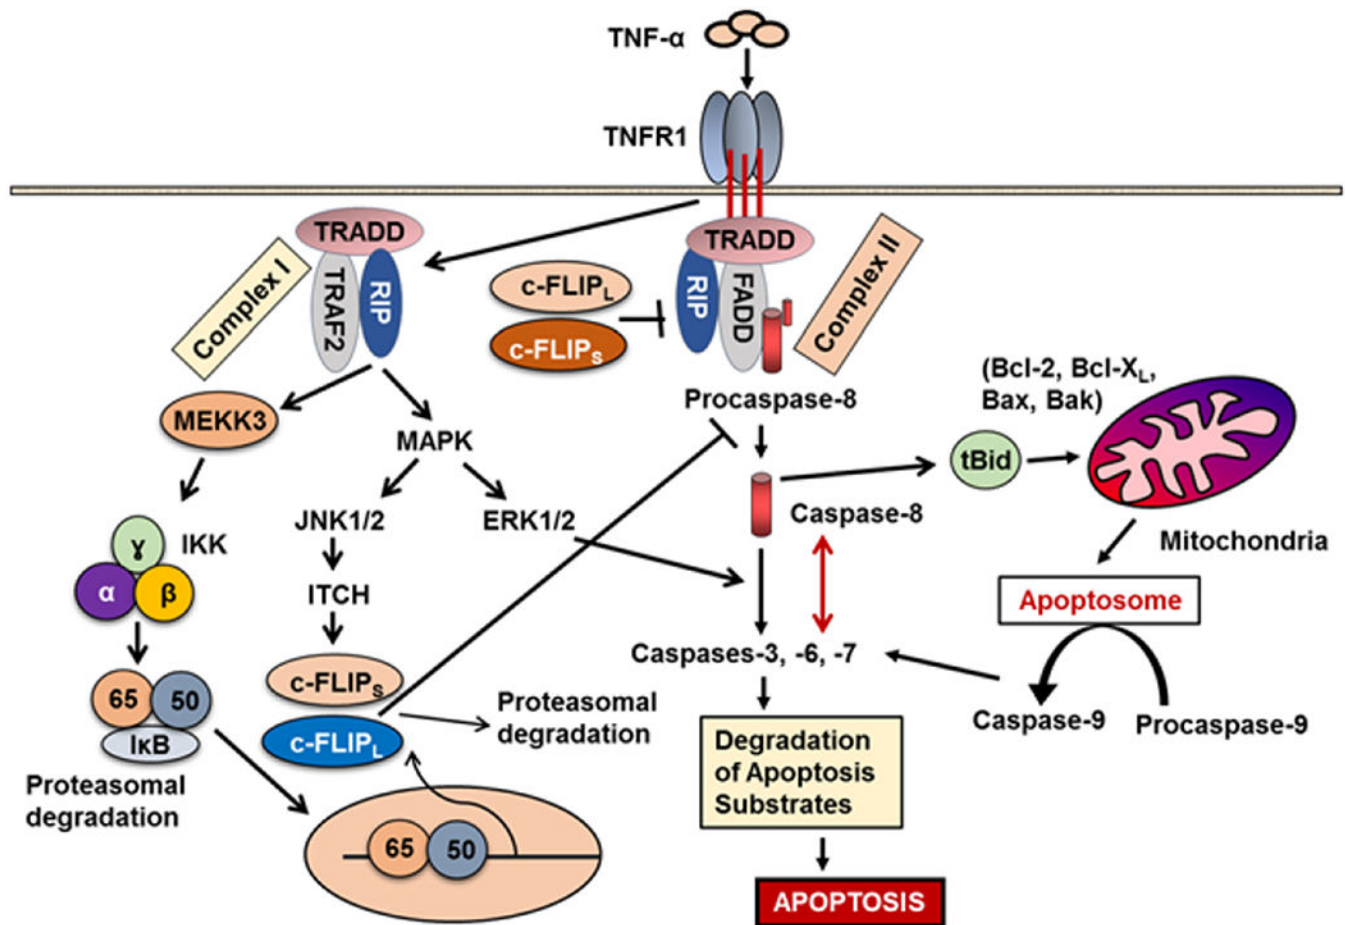 TNF-α
TNFR1
TRADD
TRAF2
RIP
Complex I
c-FLIPL
c-FLIPS
TRADD
RIP
FADD
Complex II
Procaspase-8
(Bcl-2, Bcl-XL,
Bax, Bak)
MEKK3
MAPK
tBid
JNK1/2
ERK1/2
Caspase-8
Mitochondria
γ
IKK
α
β
ITCH
Apoptosome
Caspases-3, -6, -7
c-FLIPS
65
50
Proteasomal
degradation
Caspase-9
Procaspase-9
c-FLIPL
IκB
Degradation
of Apoptosis
Substrates
Proteasomal
degradation
65
50
APOPTOSIS